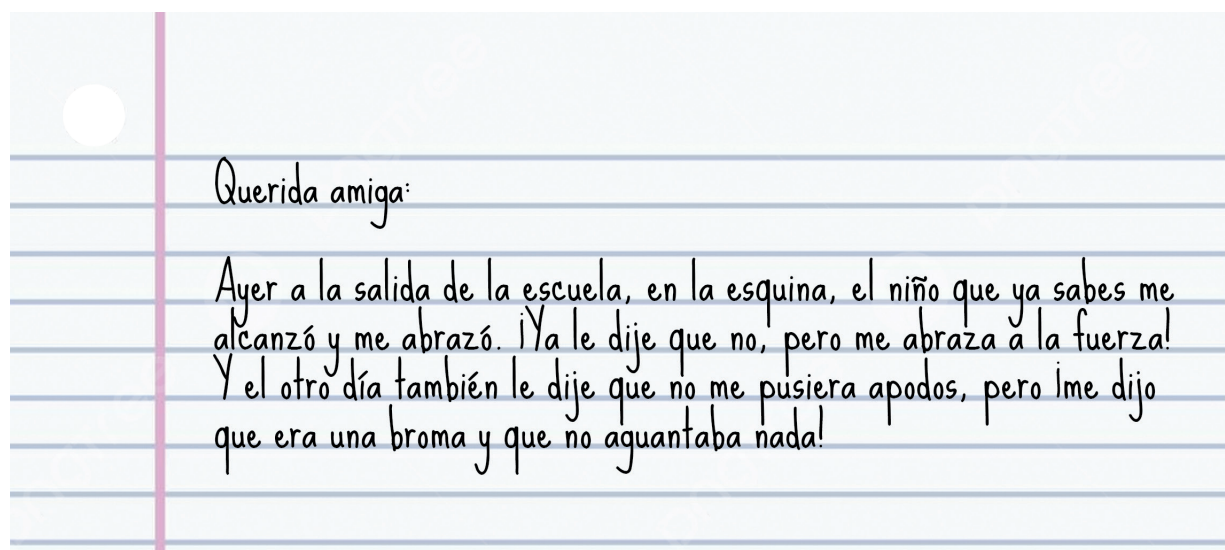 Querida amiga:
Ayer a la salida de la escuela, en la esquina, el niño que ya sabes me
alcanzó y me abrazó. ¡Ya le dije que no, pero me abraza a la fuerza!
Y el otro día también le dije que no me pusiera apodos, pero ¡me dijo
que era una broma y que no aguantaba nada!